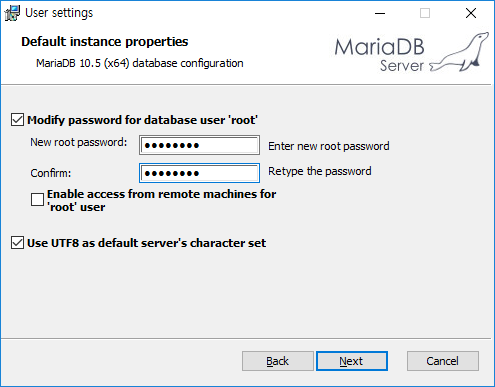 User settings
Default instance properties
MariaDB 10.5 (x64) database configuration
MariaDB
Server
Modify password for database user 'root'
New root password: ●●●●●●●● Enter new root password
Confirm: ●●●●●●●● Retype the password
Enable access from remote machines for
'root' user
Use UTF8 as default server's character set
Back Next Cancel